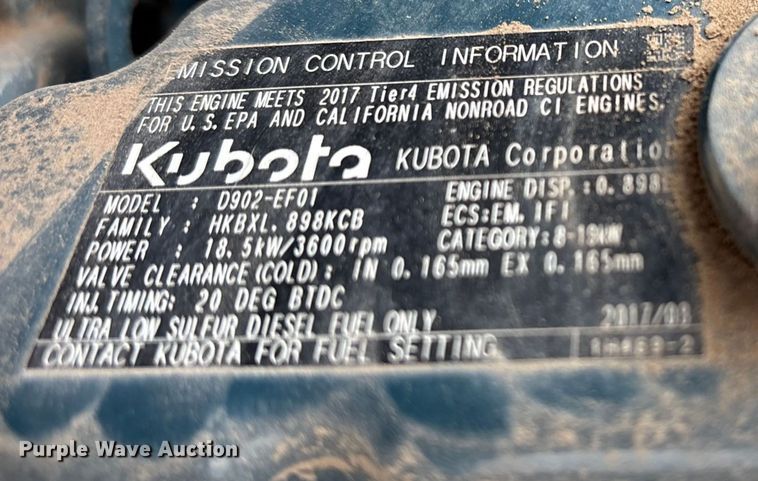 EMISSION CONTROL INFORMATION
THIS ENGINE MEETS 2017 Tier4 EMISSION REGULATIONS
FOR U.S. EPA AND CALIFORNIA NONROAD CI ENGINES.
Kubota KUBOTA Corporation
MODEL : D902-EF01 ENGINE DISP.:0.898
FAMILY : HKBXL.898KCB ECS:EM.IFI
POWER : 18.5kW/3600rpm CATEGORY:8-19kW
VALVE CLEARANCE(COLD): IN 0.165mm EX 0.165mm
INJ.TIMING: 20 DEG BTDC
ULTRA LOW SULFUR DIESEL FUEL ONLY 2017/03
CONTACT KUBOTA FOR FUEL SETTING
Purple Wave Auction